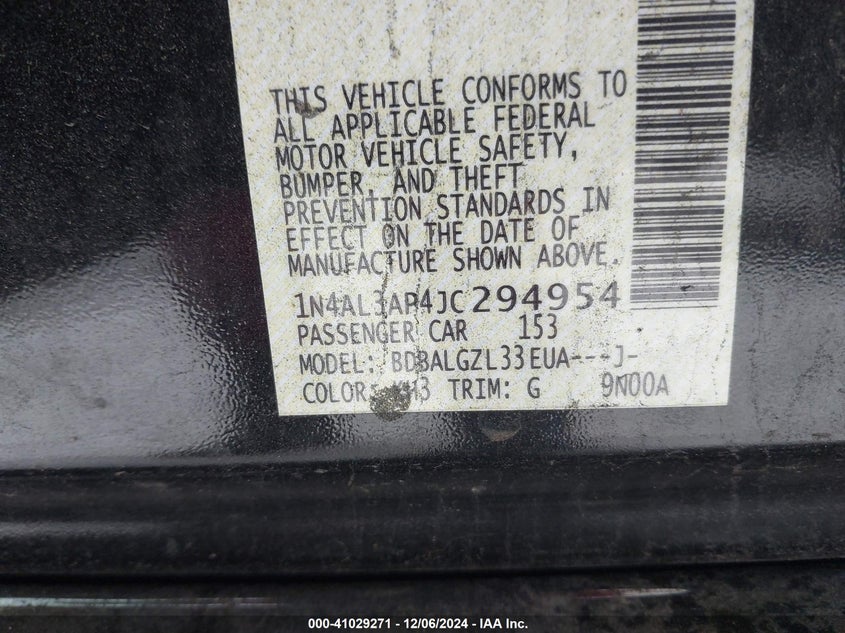 THIS VEHICLE CONFORMS TO
ALL APPLICABLE FEDERAL
MOTOR VEHICLE SAFETY,
BUMPER, AND THEFT
PREVENTION STANDARDS IN
EFFECT ON THE DATE OF
MANUFACTURE SHOWN ABOVE.
1N4AL3AP4JC294954
PASSENGER CAR 153
MODEL: BDBALGZL33EUA---J-
COLOR: KH3 TRIM: G 9N00A
000-41029271 - 12/06/2024 - IAA Inc.